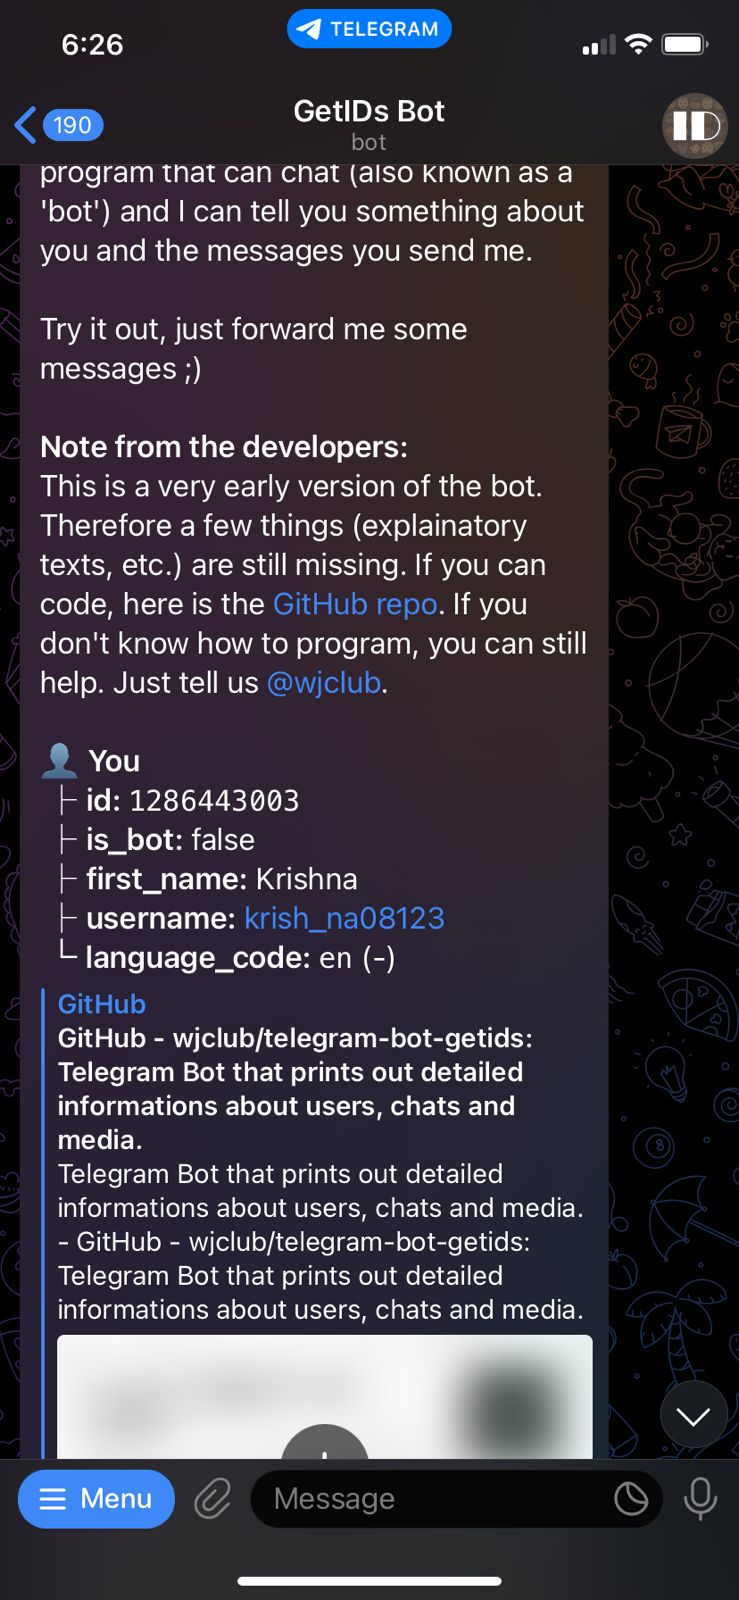 6:26
TELEGRAM
190
GetIDs Bot
bot
program that can chat (also known as a
'bot') and I can tell you something about
you and the messages you send me.
Try it out, just forward me some
messages ;)
Note from the developers:
This is a very early version of the bot.
Therefore a few things (explainatory
texts, etc.) are still missing. If you can
code, here is the GitHub repo. If you
don't know how to program, you can still
help. Just tell us @wjclub.
👤 You
├ id: 1286443003
├ is_bot: false
├ first_name: Krishna
├ username: krish_na08123
└ language_code: en (-)
GitHub
GitHub - wjclub/telegram-bot-getids:
Telegram Bot that prints out detailed
informations about users, chats and
media.
Telegram Bot that prints out detailed
informations about users, chats and media.
- GitHub - wjclub/telegram-bot-getids:
Telegram Bot that prints out detailed
informations about users, chats and media.
Menu
Message